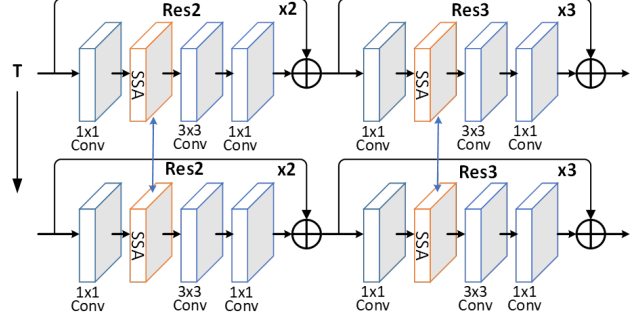 Res2 x2 Res3 x3
T
SSA SSA
1x1 3x3 1x1 1x1 3x3 1x1
Conv Conv Conv Conv Conv Conv
Res2 x2 Res3 x3
SSA SSA
1x1 3x3 1x1 1x1 3x3 1x1
Conv Conv Conv Conv Conv Conv